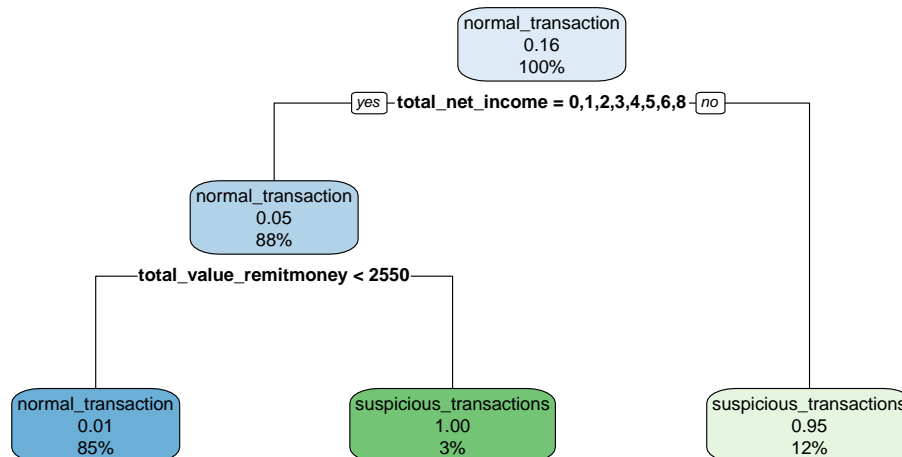 normal_transaction
0.16
100%
yes total_net_income = 0,1,2,3,4,5,6,8 no
normal_transaction
0.05
88%
total_value_remitmoney < 2550
normal_transaction
0.01
85%
suspicious_transactions
1.00
3%
suspicious_transactions
0.95
12%